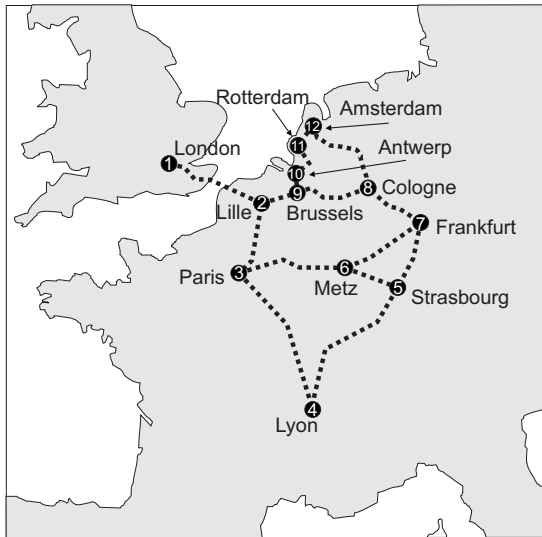 Rotterdam
Amsterdam
12
11
London
1
Antwerp
10
9
8
Cologne
Lille
2
Brussels
7
Frankfurt
Paris
3
6
Metz
5
Strasbourg
4
Lyon